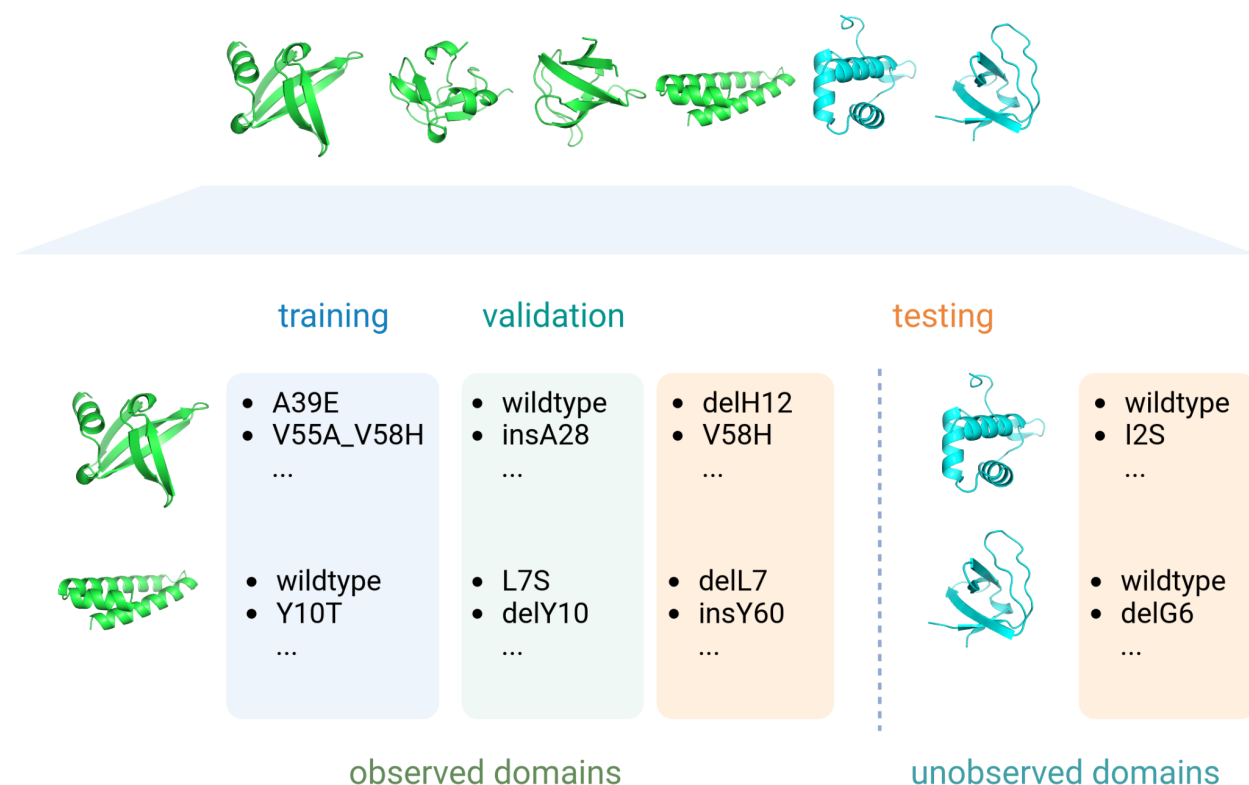 training
validation
testing
• A39E
• V55A_V58H
...
• wildtype
• insA28
...
• delH12
• V58H
...
• wildtype
• I2S
...
• wildtype
• Y10T
...
• L7S
• delY10
...
• delL7
• insY60
...
• wildtype
• delG6
...
observed domains
unobserved domains